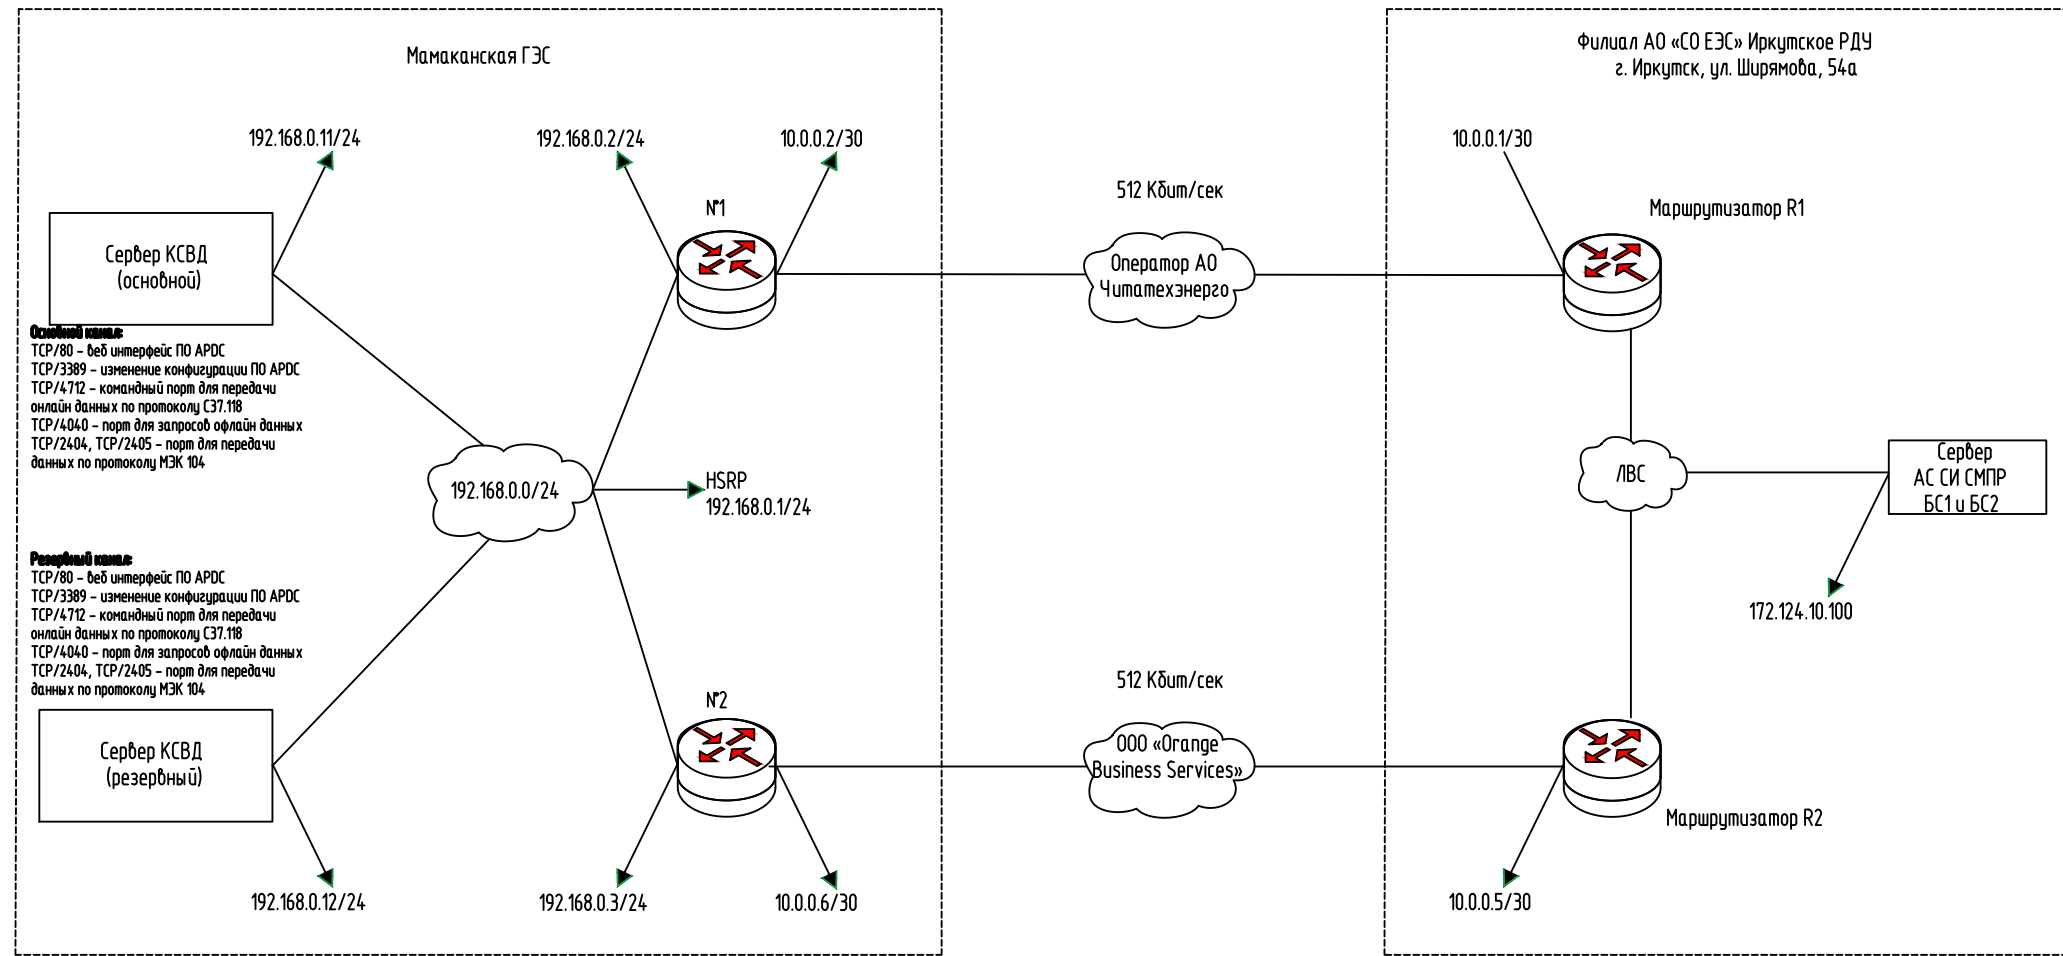 Мамаканская ГЭС
Филиал АО «СО ЕЭС» Иркутское РДУ
г. Иркутск, ул. Ширямова, 54а
192.168.0.11/24
192.168.0.2/24
10.0.0.2/30
10.0.0.1/30
512 Кбит/сек
N°1
Маршрутизатор R1
Сервер КСВД
(основной)
Оператор АО
Читатехэнерго
Основной канал:
TCP/80 – веб интерфейс ПО APDC
TCP/3389 – изменение конфигурации ПО APDC
TCP/4712 – командный порт для передачи
онлайн данных по протоколу C37.118
TCP/4040 – порт для запросов офлайн данных
TCP/2404, TCP/2405 – порт для передачи
данных по протоколу МЭК 104
192.168.0.0/24
HSRP
192.168.0.1/24
ЛВС
Сервер
АС СИ СМПР
БС1 и БС2
172.124.10.100
Резервный канал:
TCP/80 – веб интерфейс ПО APDC
TCP/3389 – изменение конфигурации ПО APDC
TCP/4712 – командный порт для передачи
онлайн данных по протоколу C37.118
TCP/4040 – порт для запросов офлайн данных
TCP/2404, TCP/2405 – порт для передачи
данных по протоколу МЭК 104
512 Кбит/сек
N°2
Сервер КСВД
(резервный)
ООО «Orange
Business Services»
Маршрутизатор R2
192.168.0.12/24
192.168.0.3/24
10.0.0.6/30
10.0.0.5/30